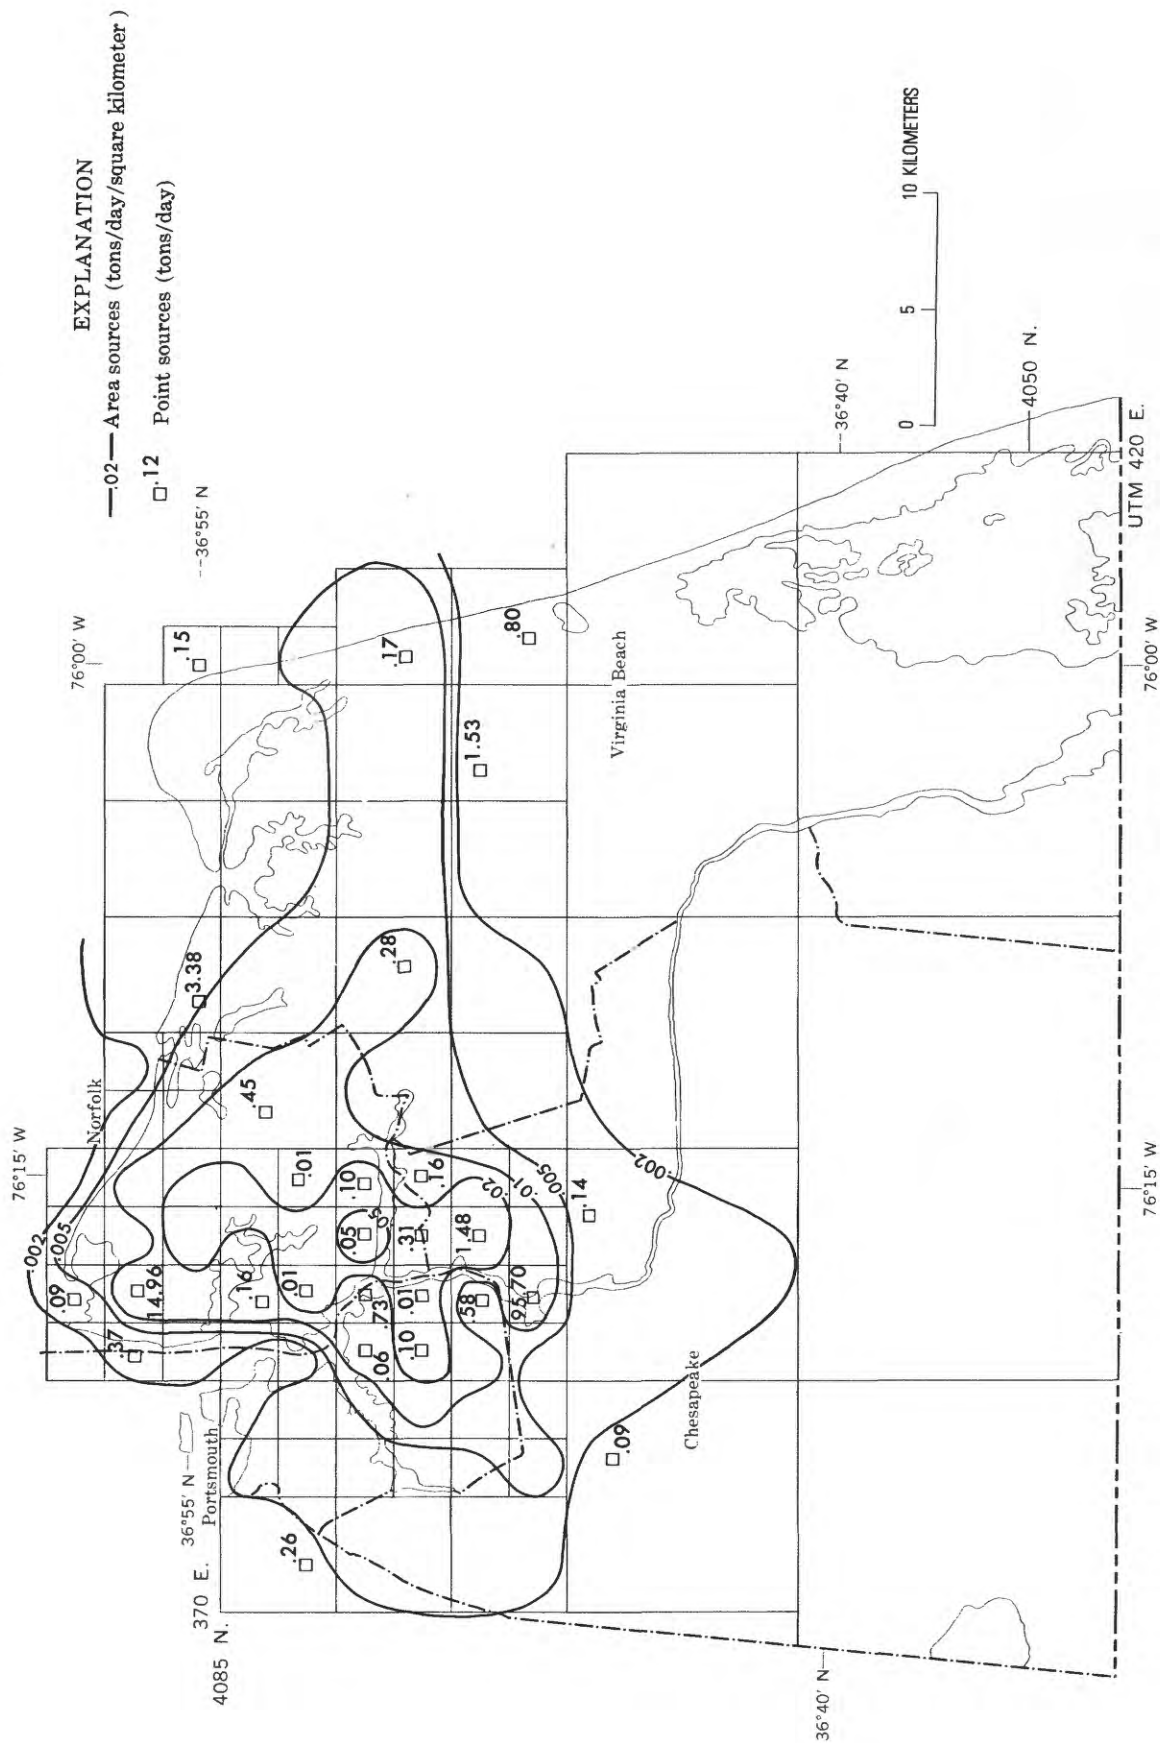 EXPLANATION
.02 Area sources (tons/day/square kilometer )
.12 Point sources (tons/day)
76°15′ W
76°00′ W
36°55′ N
Norfolk
.002
.005
.09
.37
14.96
3.38
.15
36°55′ N
Portsmouth
370 E.
4085 N.
.16
.45
.01
.01
.26
.10
.05
.05
.73
.06
.28
.17
.16
.31
.01
.10
.02
1.48
.58
.01
1.53
.005
95.70
.80
.14
.002
.09
Virginia Beach
Chesapeake
0 5 10 KILOMETERS
36°40′ N
4050 N.
36°40′ N
UTM 420 E.
76°15′ W
76°00′ W